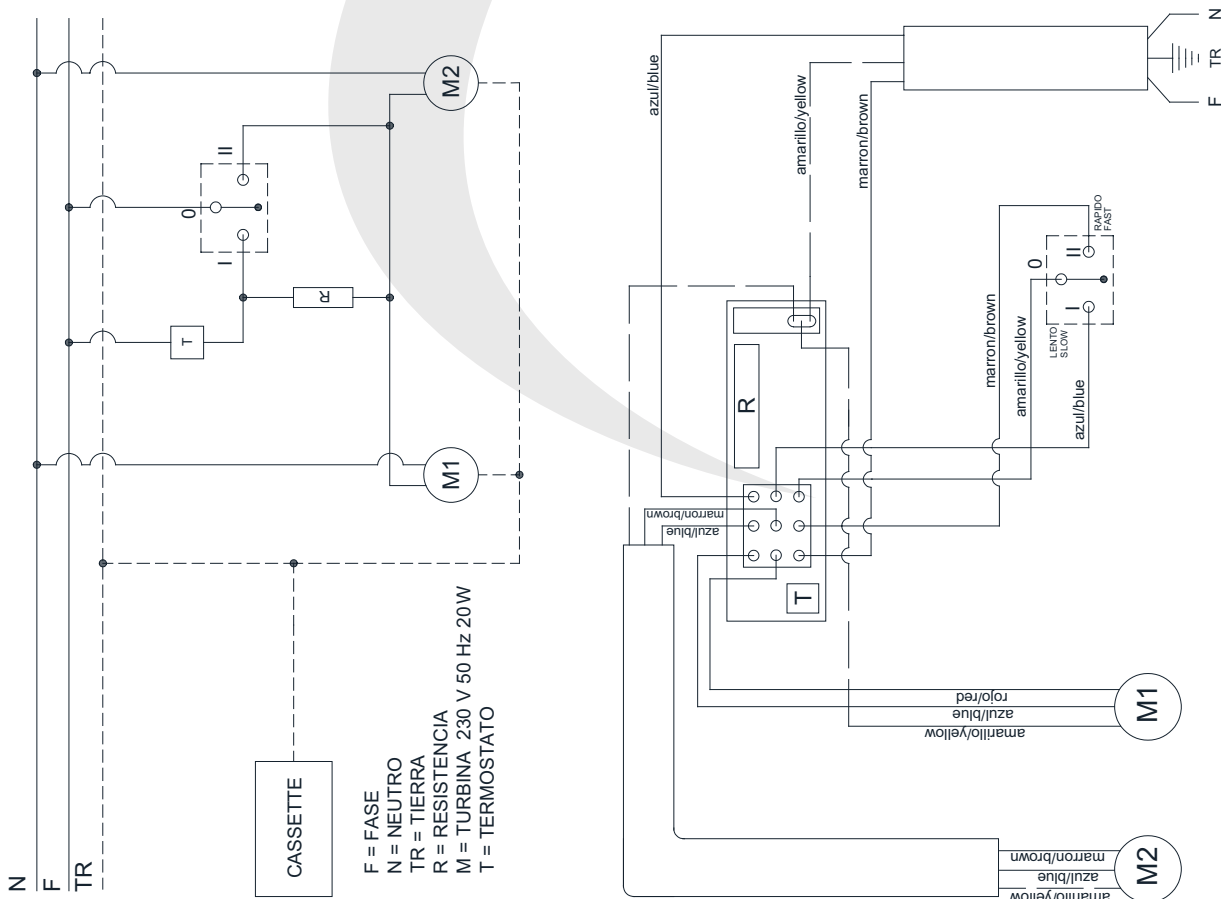 N
F
TR
CASSETTE
F = FASE
N = NEUTRO
TR = TIERRA
R = RESISTENCIA
M = TURBINA 230 V 50 Hz 20W
T = TERMOSTATO
M1
T
R
I
0
II
M2
M2
amarillo/yellow
azul/blue
marron/brown
M1
amarillo/yellow
azul/blue
rojo/red
T
R
azul/blue
marron/brown
azul/blue
amarillo/yellow
marron/brown
marron/brown
amarillo/yellow
azul/blue
LENTO
SLOW
I
0
II
RAPIDO
FAST
F
TR
N